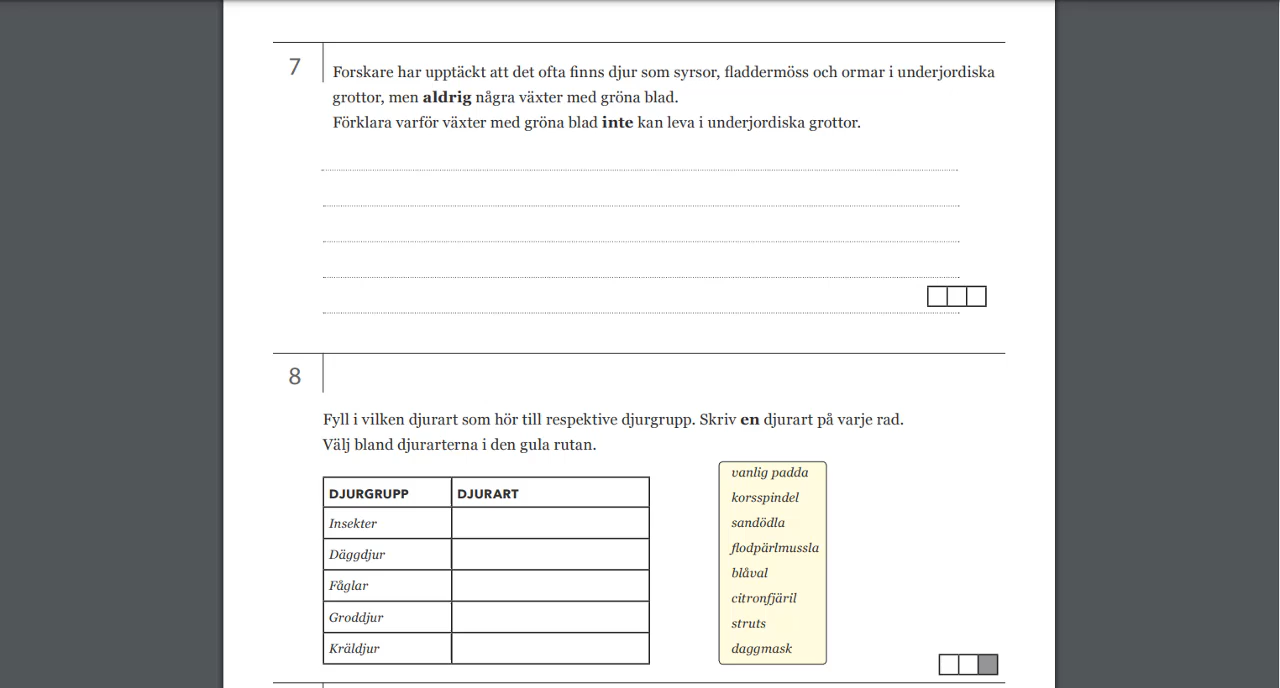 7
Forskare har upptäckt att det ofta finns djur som syrsor, fladdermöss och ormar i underjordiska
grottor, men aldrig några växter med gröna blad.
Förklara varför växter med gröna blad inte kan leva i underjordiska grottor.
8
Fyll i vilken djurart som hör till respektive djurgrupp. Skriv en djurart på varje rad.
Välj bland djurarterna i den gula rutan.
DJURGRUPP DJURART
Insekter
Däggdjur
Fåglar
Groddjur
Kräldjur
vanlig padda
korsspindel
sandödla
flodpärlmussla
blåval
citronfjäril
struts
daggmask